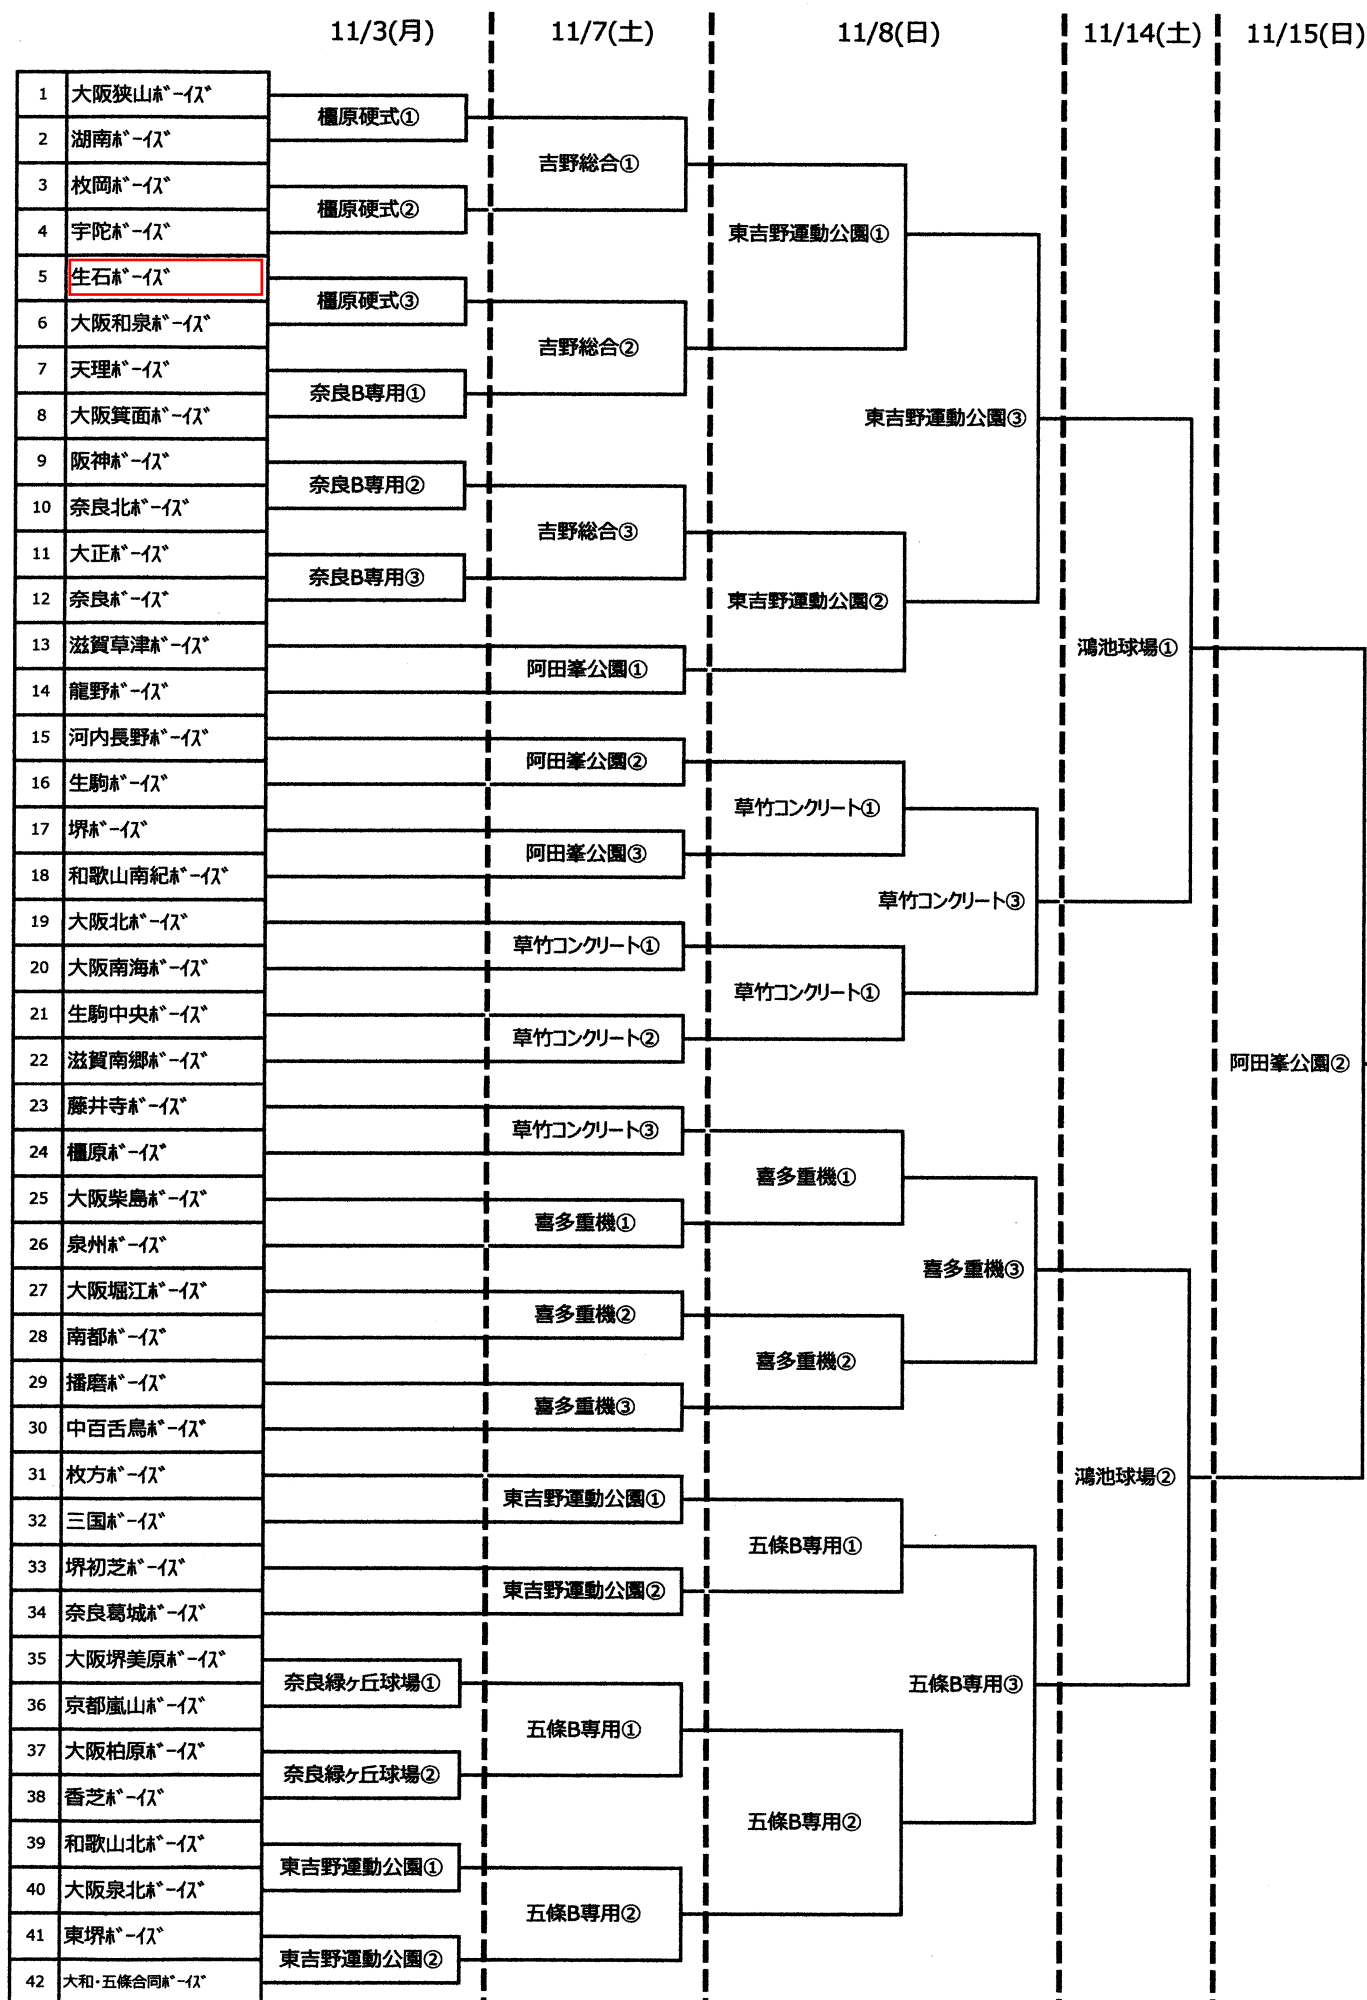 11/3(月) 11/7(土) 11/8(日) 11/14(土) 11/15(日)
1 大阪狭山ﾎﾞｰｲｽﾞ
橿原硬式①
2 湖南ﾎﾞｰｲｽﾞ
吉野総合①
3 枚岡ﾎﾞｰｲｽﾞ
橿原硬式②
4 宇陀ﾎﾞｰｲｽﾞ
東吉野運動公園①
5 生石ﾎﾞｰｲｽﾞ
橿原硬式③
6 大阪和泉ﾎﾞｰｲｽﾞ
吉野総合②
7 天理ﾎﾞｰｲｽﾞ
奈良B専用①
8 大阪箕面ﾎﾞｰｲｽﾞ
東吉野運動公園③
9 阪神ﾎﾞｰｲｽﾞ
奈良B専用②
10 奈良北ﾎﾞｰｲｽﾞ
吉野総合③
11 大正ﾎﾞｰｲｽﾞ
奈良B専用③
12 奈良ﾎﾞｰｲｽﾞ
東吉野運動公園②
13 滋賀草津ﾎﾞｰｲｽﾞ
鴻池球場①
阿田峯公園①
14 龍野ﾎﾞｰｲｽﾞ
15 河内長野ﾎﾞｰｲｽﾞ
阿田峯公園②
16 生駒ﾎﾞｰｲｽﾞ
草竹コンクリート①
17 堺ﾎﾞｰｲｽﾞ
阿田峯公園③
18 和歌山南紀ﾎﾞｰｲｽﾞ
草竹コンクリート③
19 大阪北ﾎﾞｰｲｽﾞ
草竹コンクリート①
20 大阪南海ﾎﾞｰｲｽﾞ
草竹コンクリート①
21 生駒中央ﾎﾞｰｲｽﾞ
草竹コンクリート②
22 滋賀南郷ﾎﾞｰｲｽﾞ
阿田峯公園②
23 藤井寺ﾎﾞｰｲｽﾞ
草竹コンクリート③
24 橿原ﾎﾞｰｲｽﾞ
喜多重機①
25 大阪柴島ﾎﾞｰｲｽﾞ
喜多重機①
26 泉州ﾎﾞｰｲｽﾞ
喜多重機③
27 大阪堀江ﾎﾞｰｲｽﾞ
喜多重機②
28 南都ﾎﾞｰｲｽﾞ
喜多重機②
29 播磨ﾎﾞｰｲｽﾞ
喜多重機③
30 中百舌鳥ﾎﾞｰｲｽﾞ
31 枚方ﾎﾞｰｲｽﾞ
鴻池球場②
東吉野運動公園①
32 三国ﾎﾞｰｲｽﾞ
五條B専用①
33 堺初芝ﾎﾞｰｲｽﾞ
東吉野運動公園②
34 奈良葛城ﾎﾞｰｲｽﾞ
35 大阪堺美原ﾎﾞｰｲｽﾞ
奈良緑ヶ丘球場① 五條B専用③
36 京都嵐山ﾎﾞｰｲｽﾞ
五條B専用①
37 大阪柏原ﾎﾞｰｲｽﾞ
奈良緑ヶ丘球場②
38 香芝ﾎﾞｰｲｽﾞ
五條B専用②
39 和歌山北ﾎﾞｰｲｽﾞ
東吉野運動公園①
40 大阪泉北ﾎﾞｰｲｽﾞ
五條B専用②
41 東堺ﾎﾞｰｲｽﾞ
東吉野運動公園②
42 大和・五條合同ﾎﾞｰｲｽﾞ